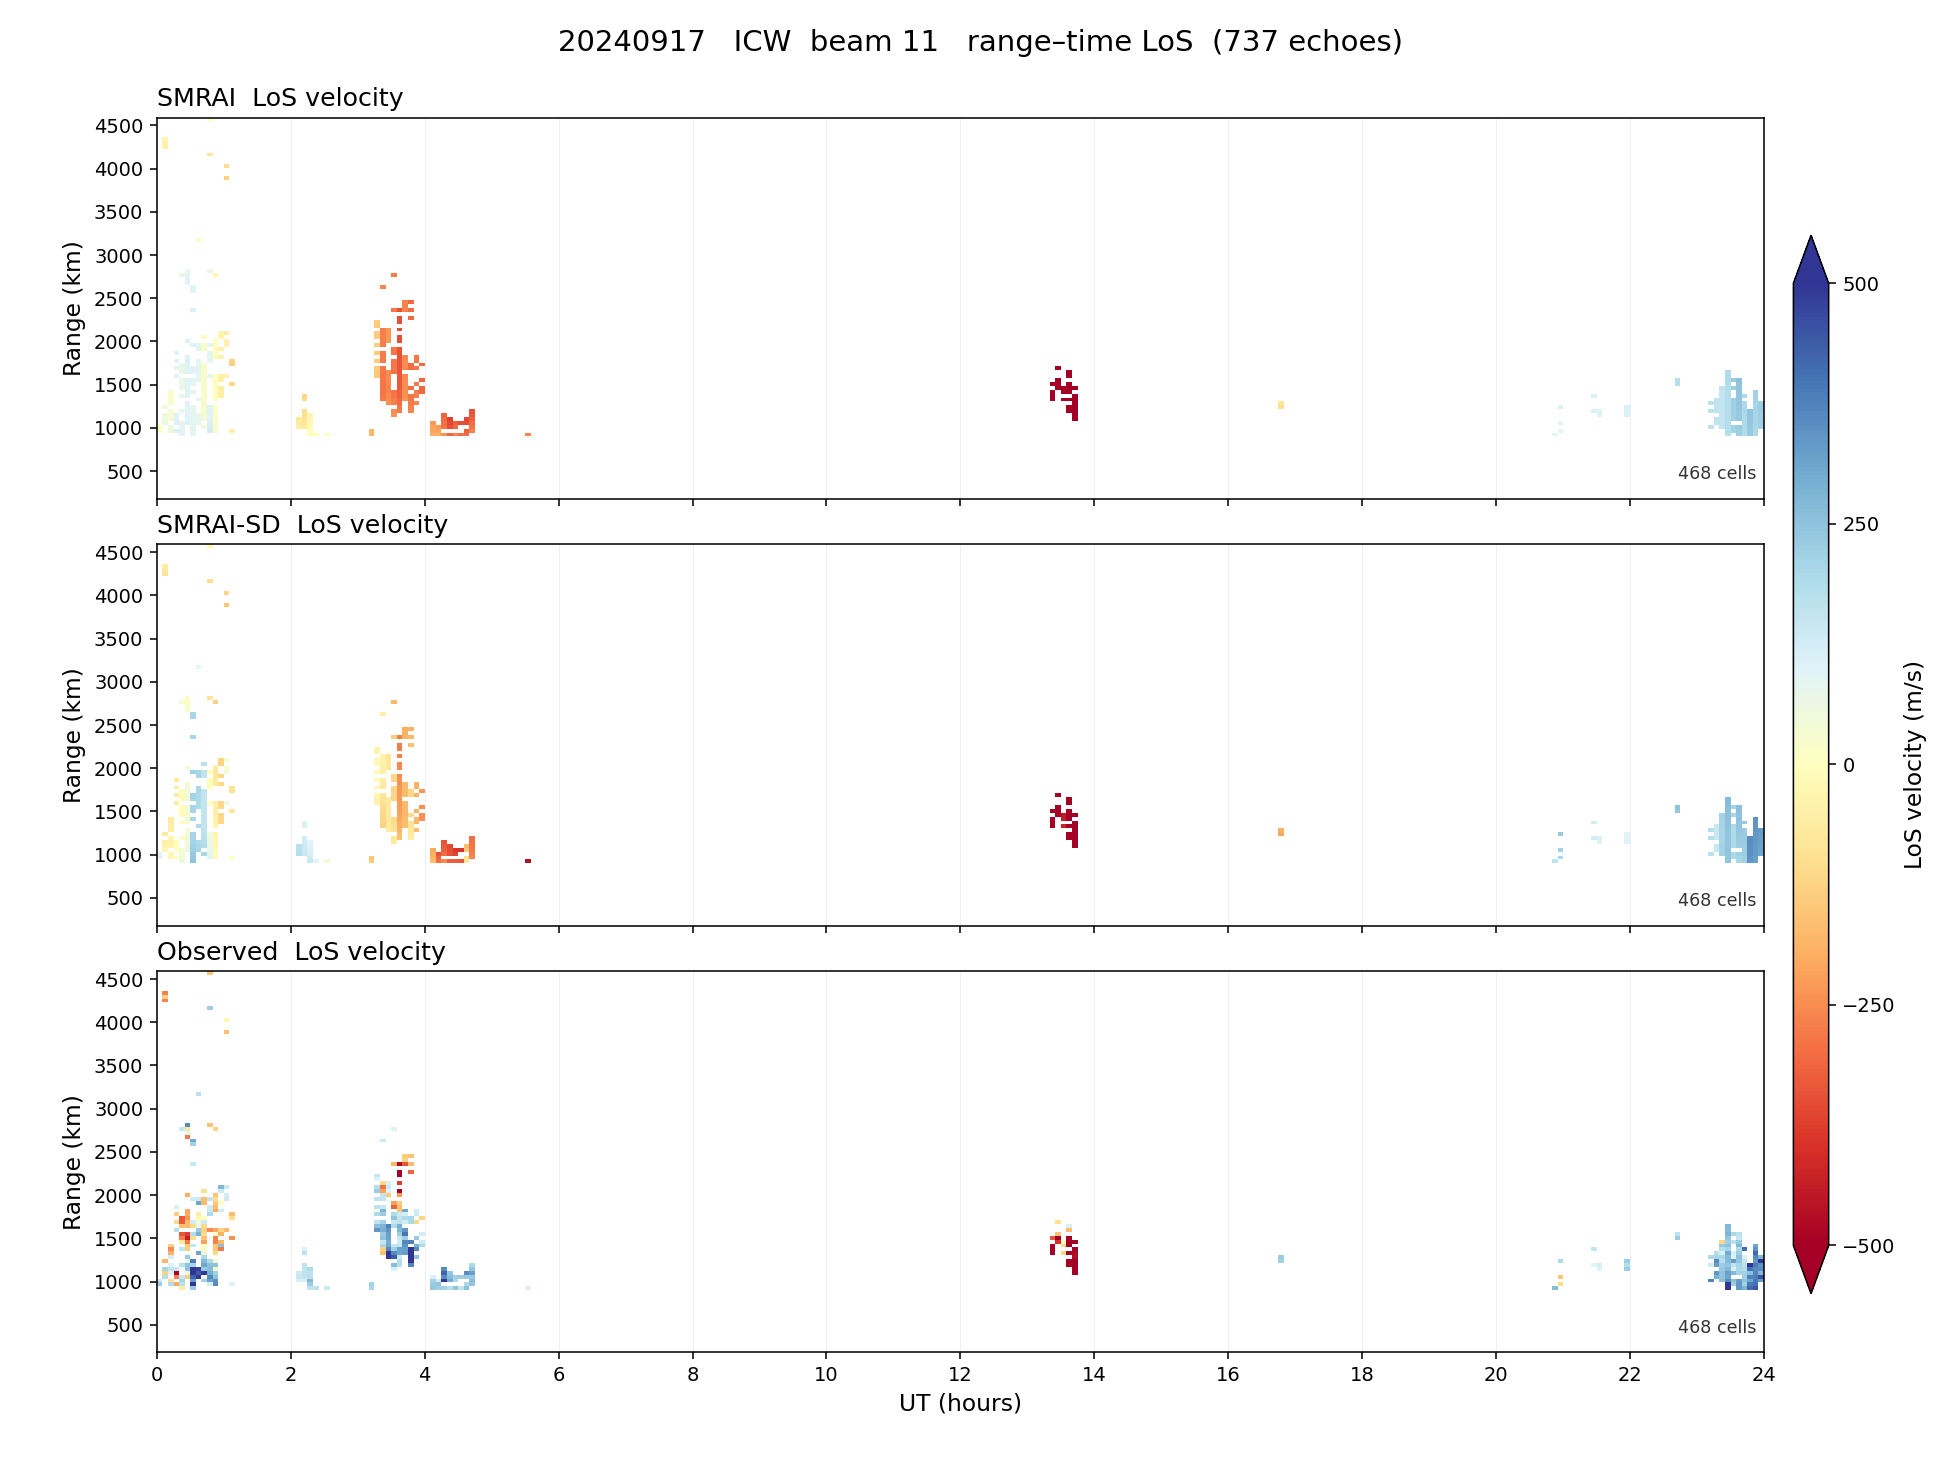 20240917   ICW  beam 11   range–time LoS  (737 echoes)
SMRAI  LoS velocity
4500
4000
3500
3000
2500
2000
1500
1000
500
Range (km)
468 cells
SMRAI-SD  LoS velocity
4500
4000
3500
3000
2500
2000
1500
1000
500
Range (km)
468 cells
Observed  LoS velocity
4500
4000
3500
3000
2500
2000
1500
1000
500
Range (km)
468 cells
0 2 4 6 8 10 12 14 16 18 20 22 24
UT (hours)
500
250
0
−250
−500
LoS velocity (m/s)